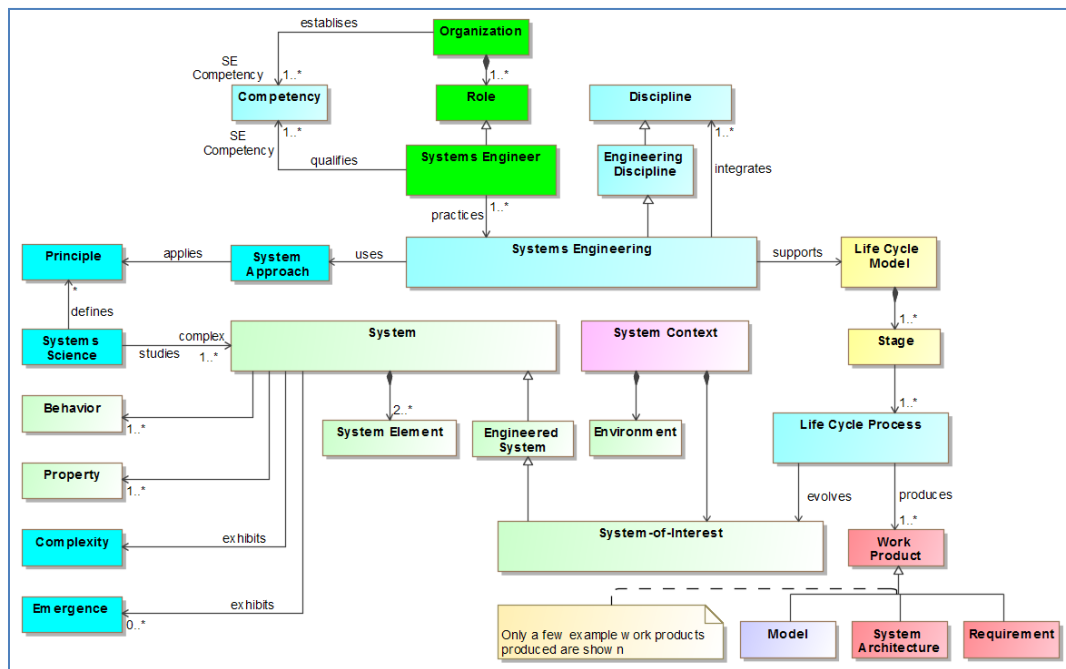 establises
Organization
SE
Competency
1..*
1..*
Competency
Role
Discipline
1..*
1..*
SE
Competency
qualifies
Systems Engineer
Engineering
Discipline
integrates
1..*
practices
Principle
applies
System
Approach
uses
Systems Engineering
supports
Life Cycle
Model
*
defines
1..*
Systems
Science
studies
complex
1..*
System
System Context
Stage
Behavior
1..*
2..*
1..*
System Element
Engineered
System
Environment
Life Cycle Process
Property
1..*
evolves
produces
1..*
Complexity
exhibits
System-of-Interest
Work
Product
Emergence
0..*
exhibits
Only a few example work products
produced are shown
Model
System
Architecture
Requirement